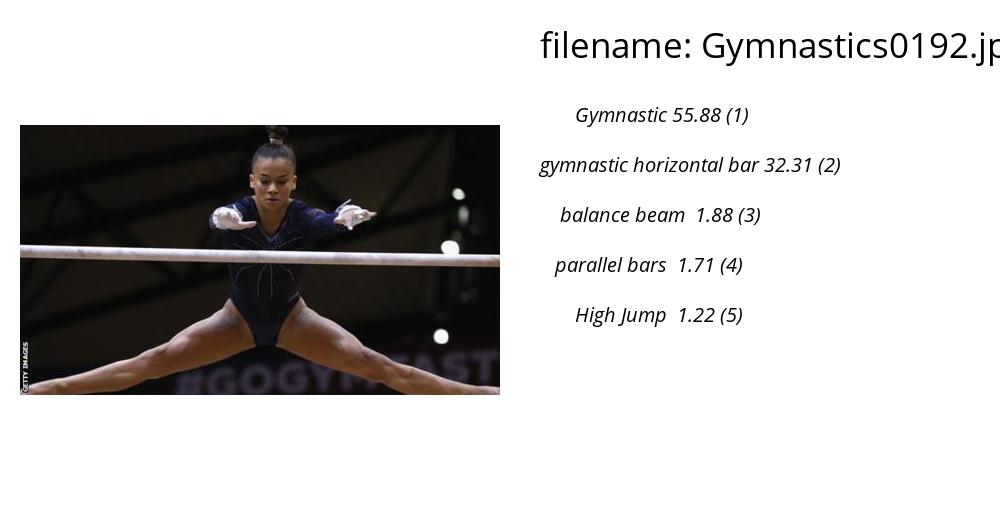 filename: Gymnastics0192.jp
Gymnastic 55.88 (1)
gymnastic horizontal bar 32.31 (2)
balance beam 1.88 (3)
parallel bars 1.71 (4)
High Jump 1.22 (5)
GETTY IMAGES
#GOGYMNASTI